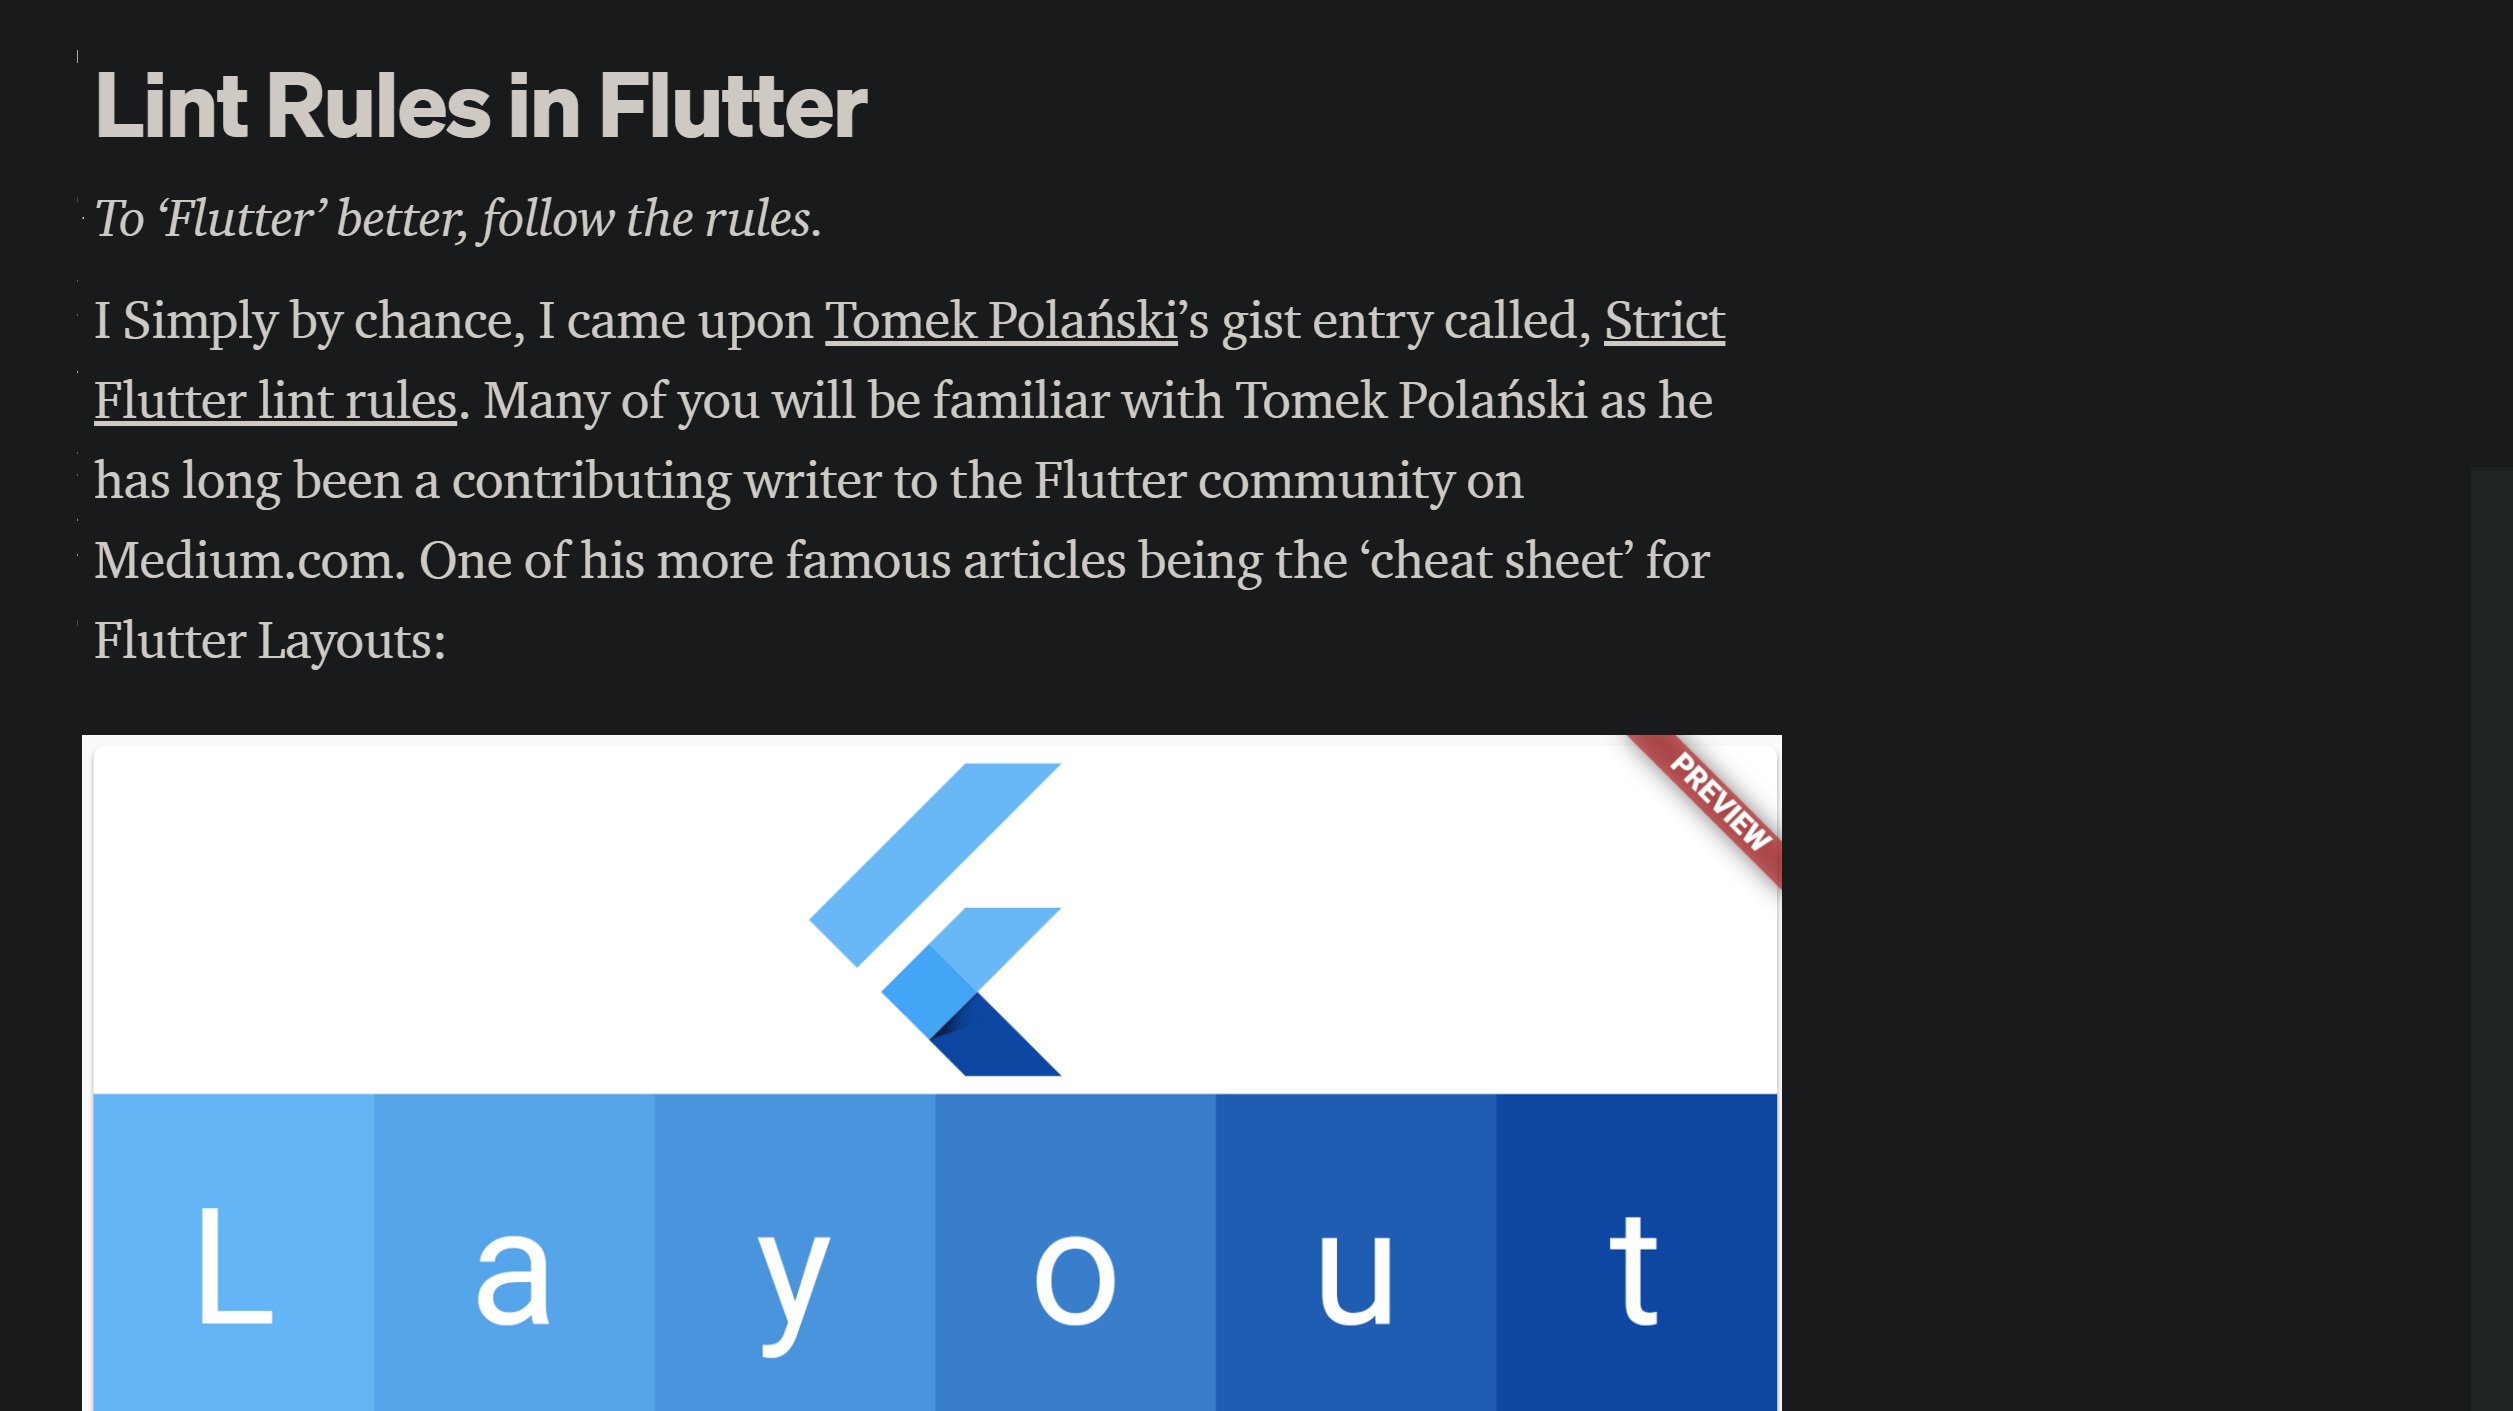 Lint Rules in Flutter
To ‘Flutter’ better, follow the rules.
I Simply by chance, I came upon Tomek Polański’s gist entry called, Strict
Flutter lint rules. Many of you will be familiar with Tomek Polański as he
has long been a contributing writer to the Flutter community on
Medium.com. One of his more famous articles being the ‘cheat sheet’ for
Flutter Layouts:
PREVIEW
L a y o u t